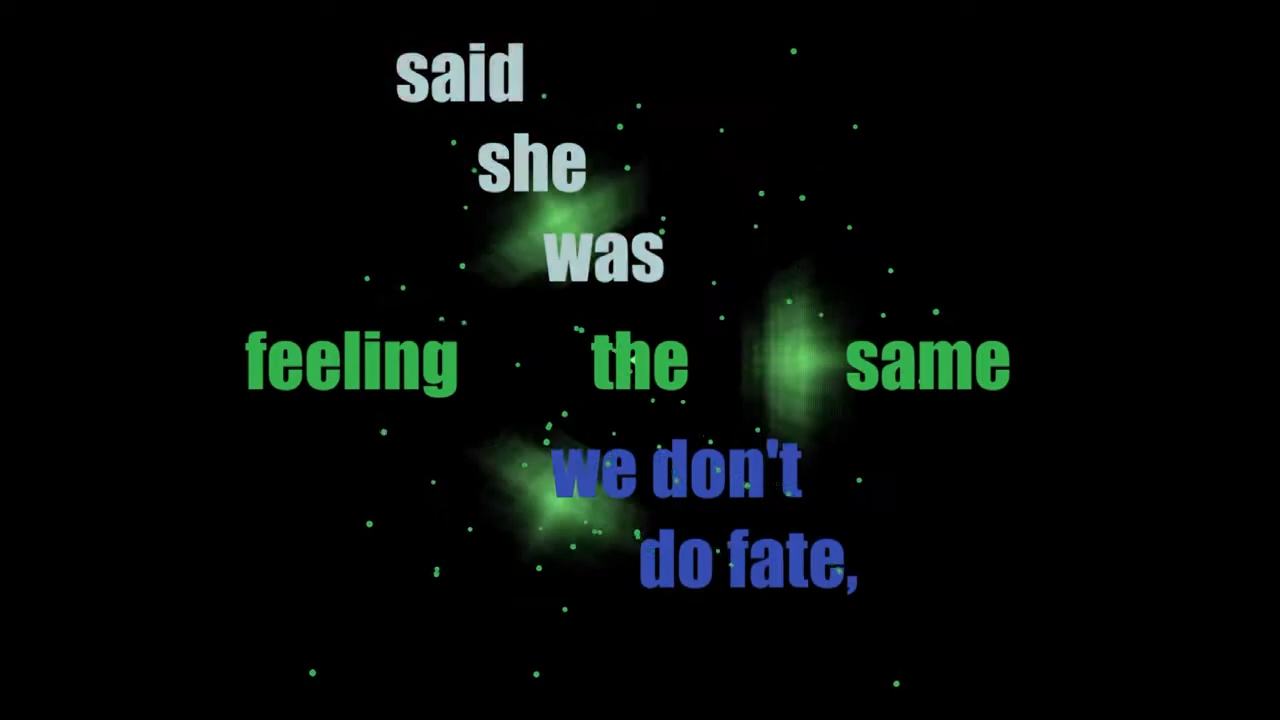 said
she
was
feeling the same
we don't
do fate,